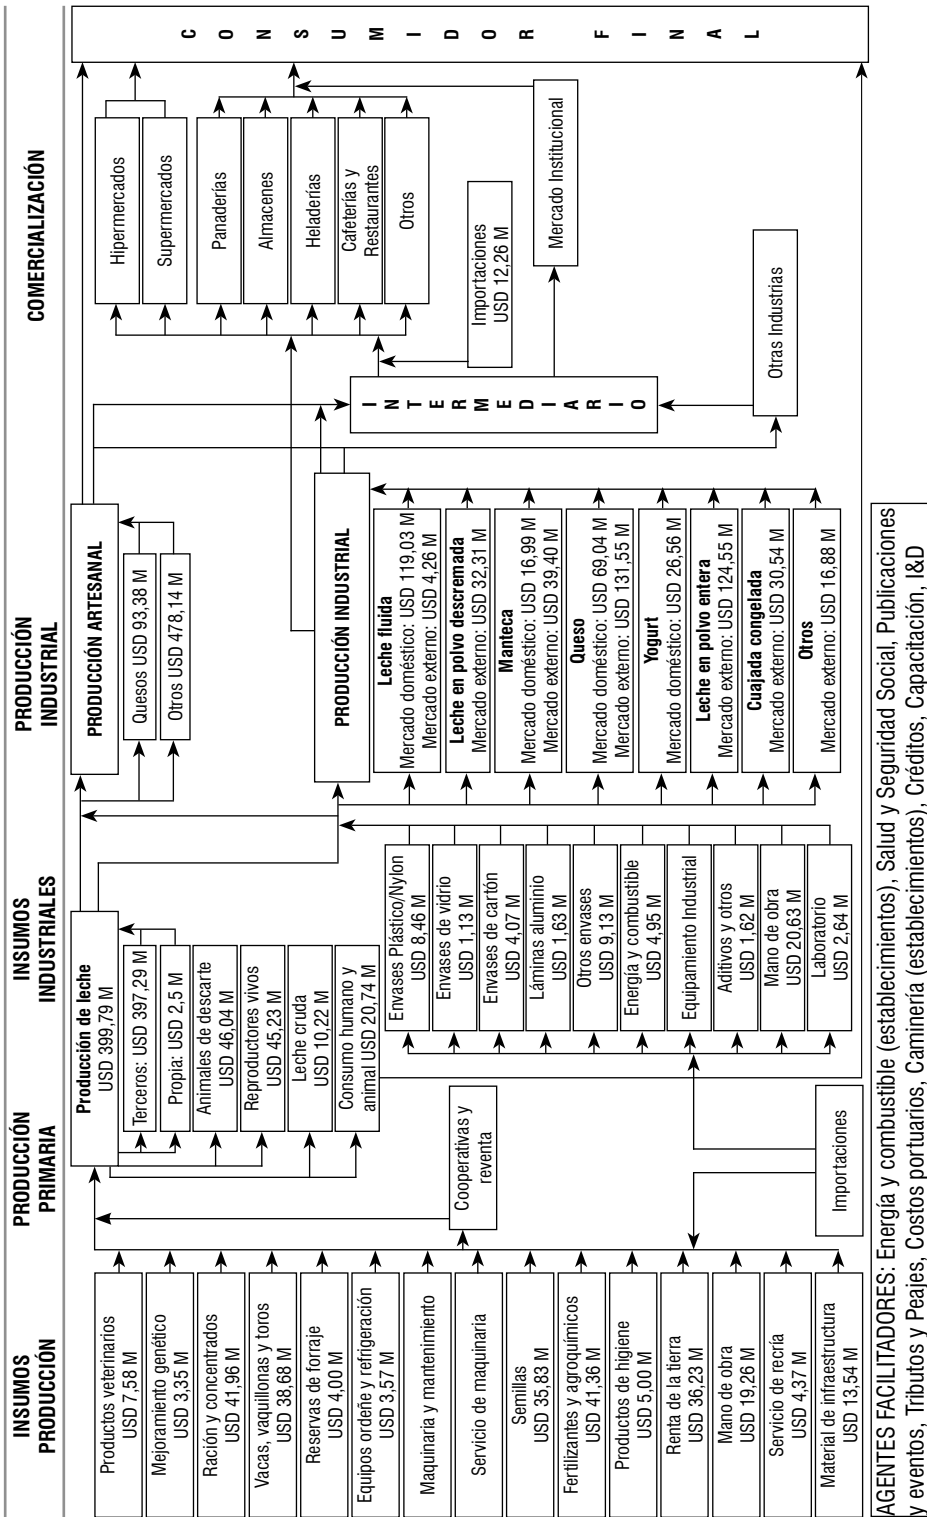 INSUMOS
PRODUCCIÓN
Productos veterinarios
USD 7,58 M
Mejoramiento genético
USD 3,35 M
Ración y concentrados
USD 41,96 M
Vacas, vaquillonas y toros
USD 38,68 M
Reservas de forraje
USD 4,00 M
Equipos ordeñe y refrigeración
USD 3,57 M
Maquinaria y mantenimiento
Servicio de maquinaria
Semillas
USD 35,83 M
Fertilizantes y agroquímicos
USD 41,36 M
Productos de higiene
USD 5,00 M
Renta de la tierra
USD 36,23 M
Mano de obra
USD 19,26 M
Servicio de recría
USD 4,37 M
Material de infraestructura
USD 13,54 M
PRODUCCIÓN
PRIMARIA
Producción de leche
USD 399,79 M
Terceros: USD 397,29 M
Propia: USD 2,5 M
Animales de descarte
USD 46,04 M
Reproductores vivos
USD 45,23 M
Leche cruda
USD 10,22 M
Consumo humano y
animal USD 20,74 M
Cooperativas y
reventa
Importaciones
INSUMOS
INDUSTRIALES
Envases Plástico/Nylon
USD 8,46 M
Envases de vidrio
USD 1,13 M
Envases de cartón
USD 4,07 M
Láminas aluminio
USD 1,63 M
Otros envases
USD 9,13 M
Energía y combustible
USD 4,95 M
Equipamiento Industrial
Aditivos y otros
USD 1,62 M
Mano de obra
USD 20,63 M
Laboratorio
USD 2,64 M
PRODUCCIÓN
INDUSTRIAL
PRODUCCIÓN ARTESANAL
Quesos USD 93,38 M
Otros USD 478,14 M
PRODUCCIÓN INDUSTRIAL
Leche fluida
Mercado doméstico: USD 119,03 M
Mercado externo: USD 4,26 M
Leche en polvo descremada
Mercado externo: USD 32,31 M
Manteca
Mercado doméstico: USD 16,99 M
Mercado externo: USD 39,40 M
Queso
Mercado doméstico: USD 69,04 M
Mercado externo: USD 131,55 M
Yogurt
Mercado doméstico: USD 26,56 M
Leche en polvo entera
Mercado externo: USD 124,55 M
Cuajada congelada
Mercado externo: USD 30,54 M
Otros
Mercado externo: USD 16,88 M
COMERCIALIZACIÓN
Hipermercados
Supermercados
Panaderías
Almacenes
Heladerías
Cafeterías y
Restaurantes
Otros
INTERMEDIARIO
Importaciones
USD 12,26 M
Mercado Institucional
Otras Industrias
CONSUMIDOR FINAL
AGENTES FACILITADORES: Energía y combustible (establecimientos), Salud y Seguridad Social, Publicaciones
y eventos, Tributos y Peajes, Costos portuarios, Caminería (establecimientos), Créditos, Capacitación, I&D